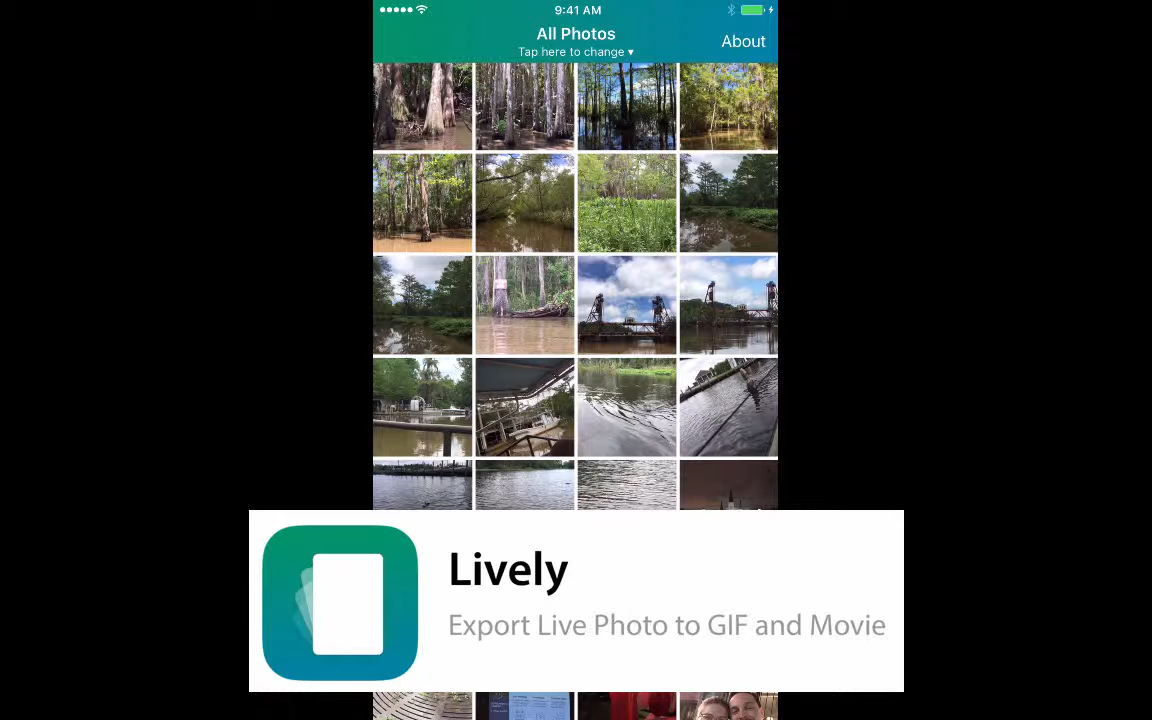 9:41 AM
All Photos
Tap here to change ▾
About
Lively
Export Live Photo to GIF and Movie